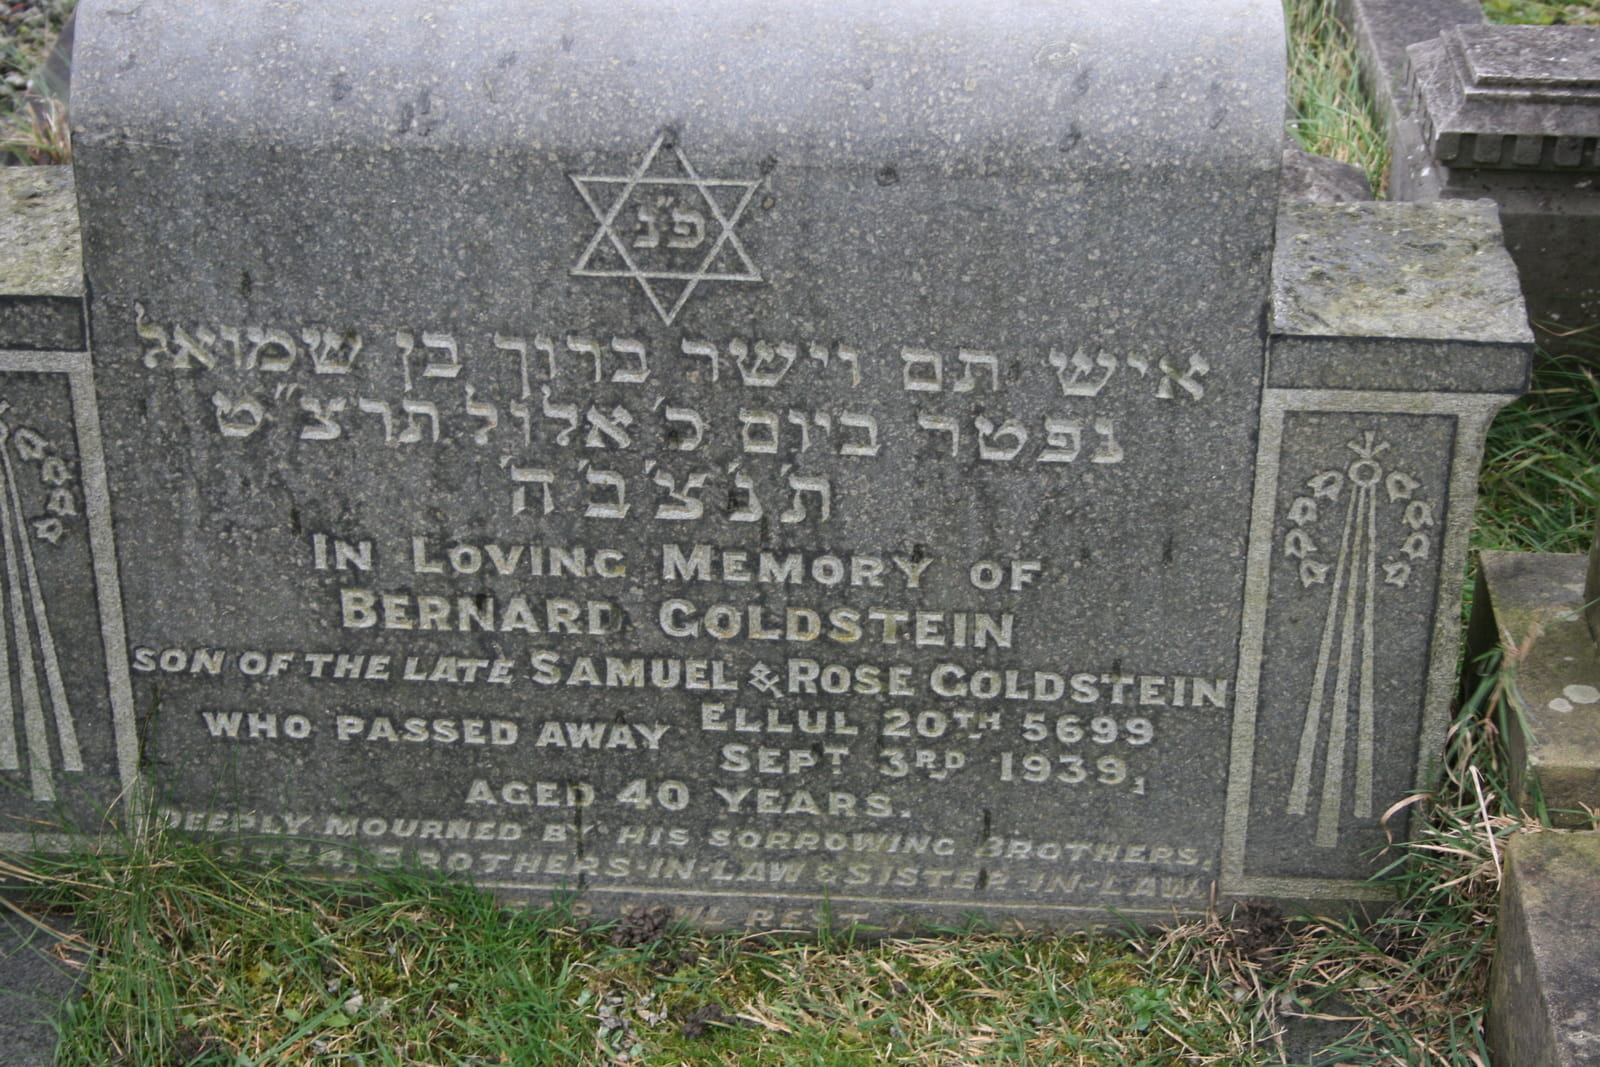 פ״נ
איש תם וישר ברוך בן שמואל
נפטר ביום כ׳ אלול תרצ״ט
ת׳נ׳צ׳ב׳ה׳
IN LOVING MEMORY OF
BERNARD GOLDSTEIN
SON OF THE LATE SAMUEL & ROSE GOLDSTEIN
WHO PASSED AWAY ELLUL 20TH 5699
SEPT 3RD 1939,
AGED 40 YEARS.
DEEPLY MOURNED BY HIS SORROWING BROTHERS,
BROTHERS-IN-LAW & SISTER-IN-LAW
REST